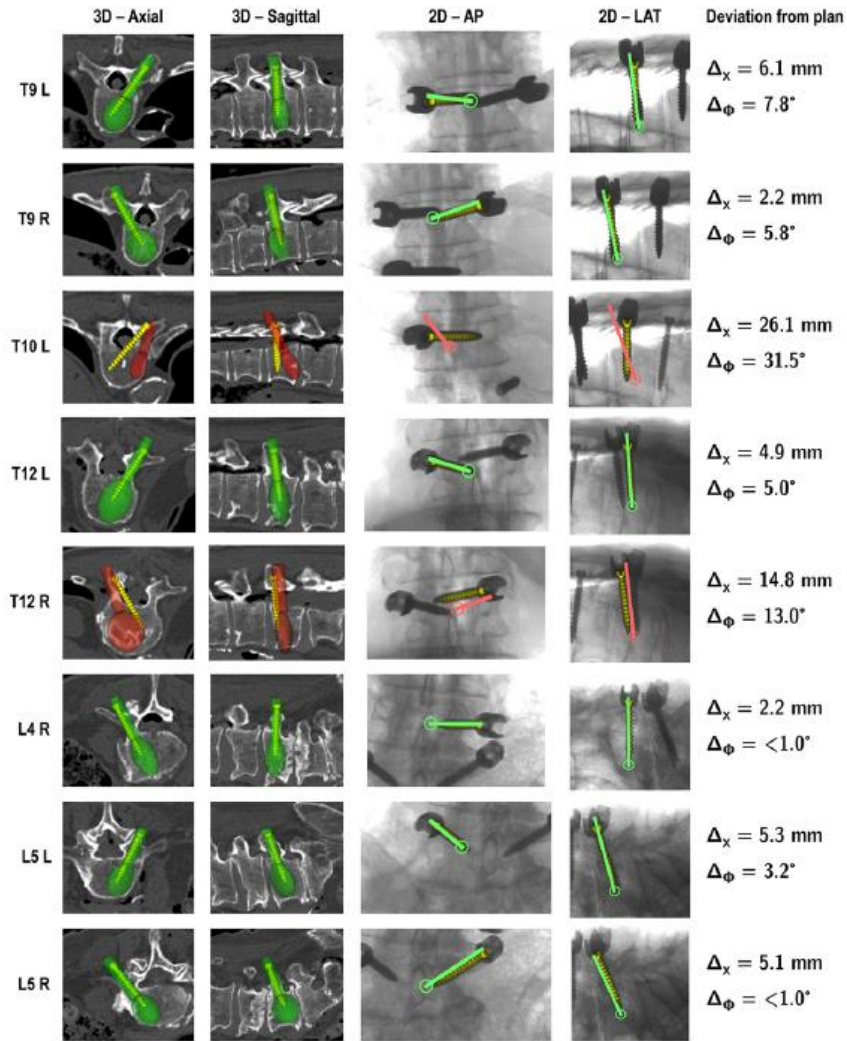 3D – Axial 3D – Sagittal 2D – AP 2D – LAT Deviation from plan
T9 L
Δx = 6.1 mm
ΔΦ = 7.8°
T9 R
Δx = 2.2 mm
ΔΦ = 5.8°
T10 L
Δx = 26.1 mm
ΔΦ = 31.5°
T12 L
Δx = 4.9 mm
ΔΦ = 5.0°
T12 R
Δx = 14.8 mm
ΔΦ = 13.0°
L4 R
Δx = 2.2 mm
ΔΦ = <1.0°
L5 L
Δx = 5.3 mm
ΔΦ = 3.2°
L5 R
Δx = 5.1 mm
ΔΦ = <1.0°